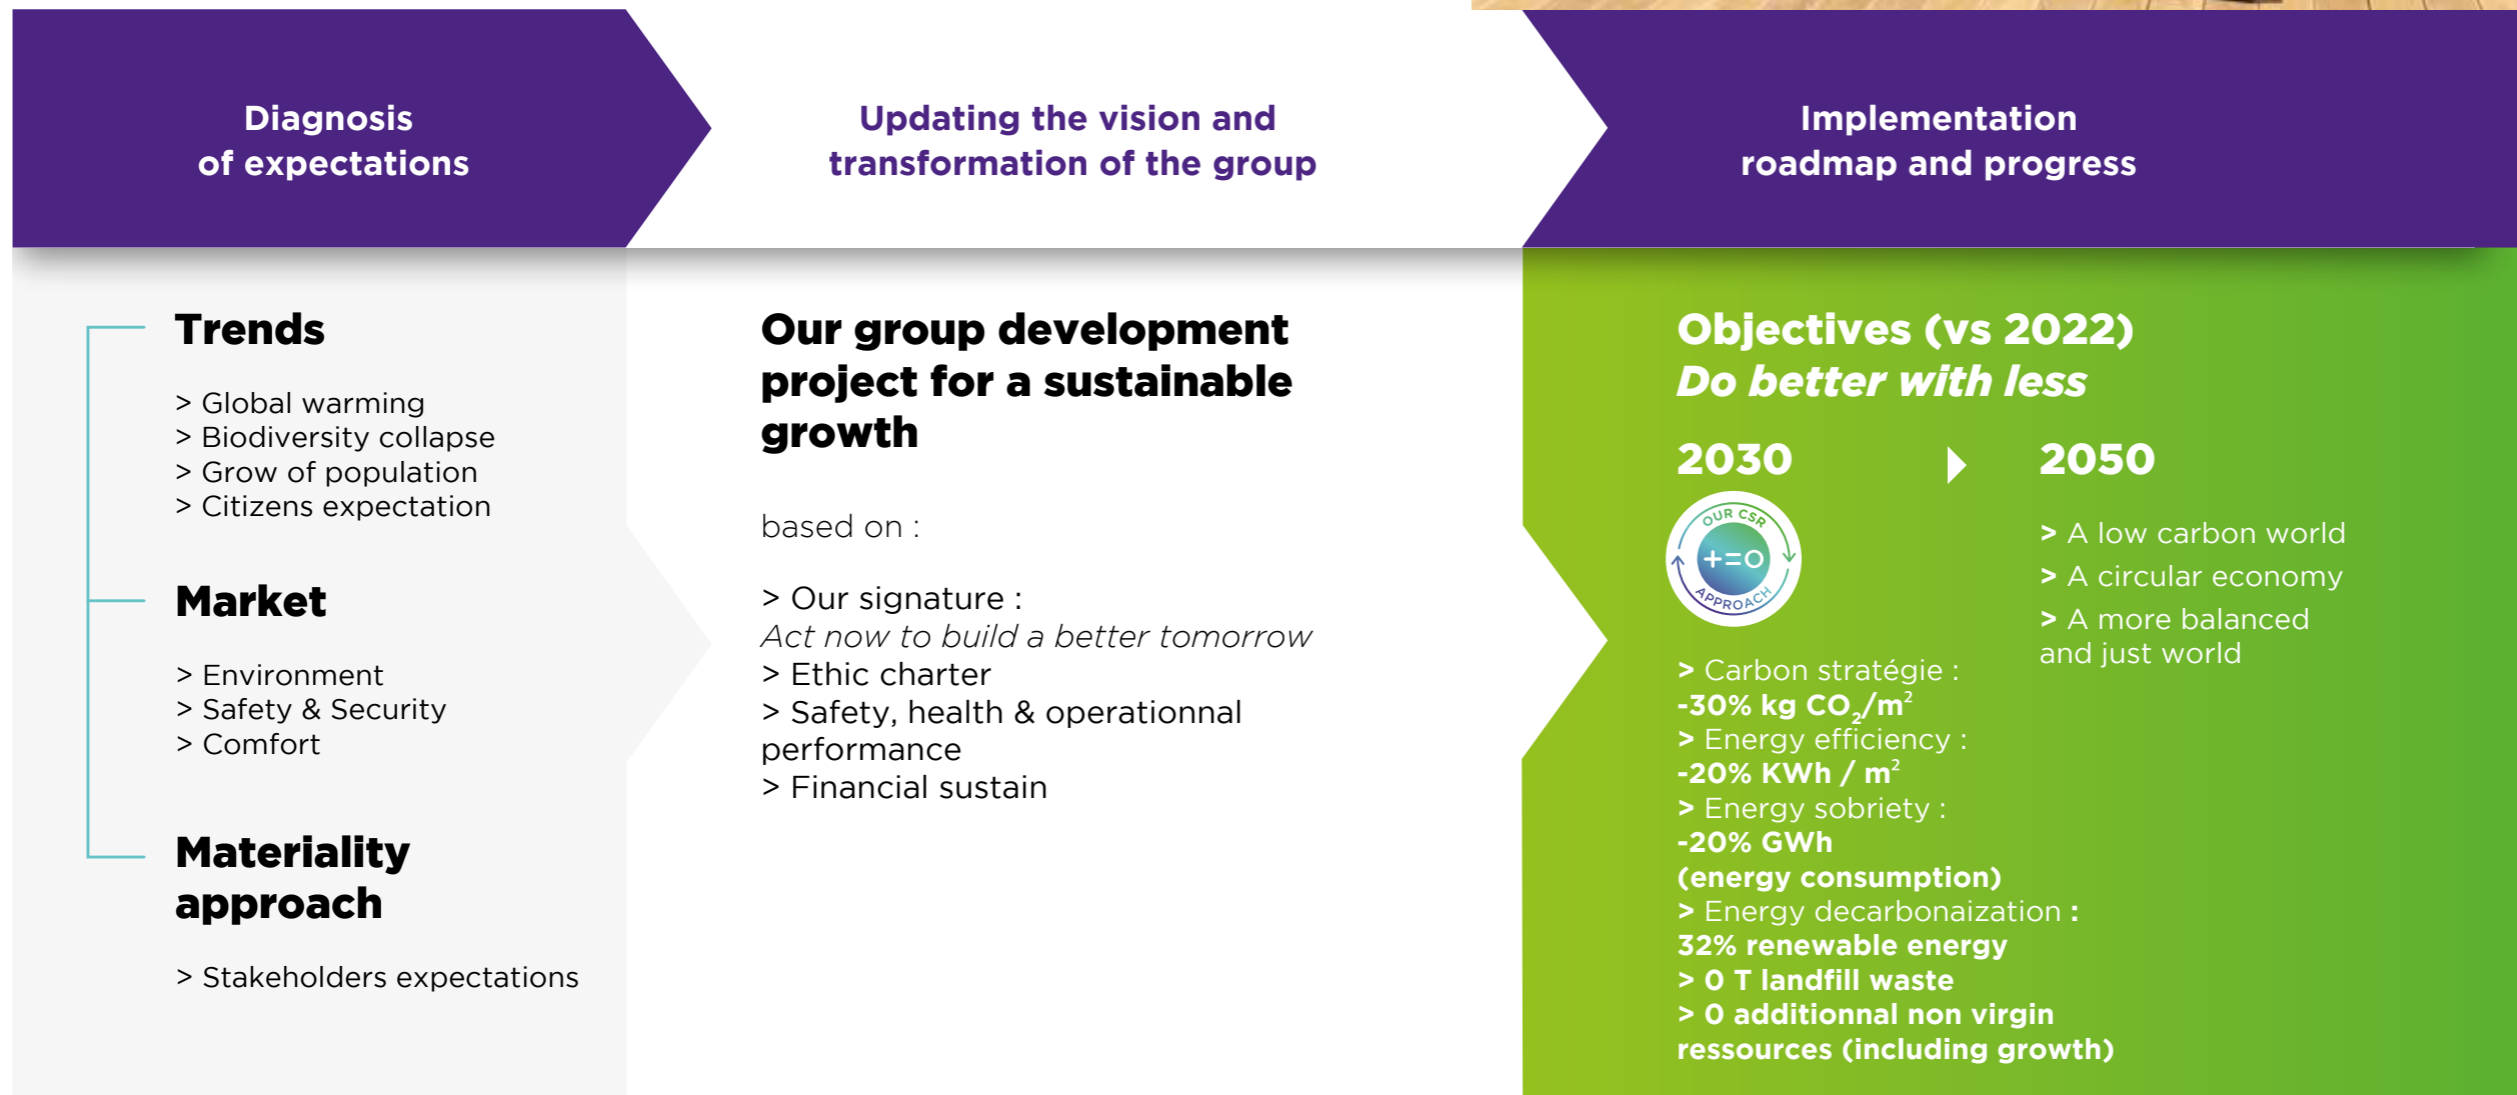 Diagnosis
of expectations
Updating the vision and
transformation of the group
Implementation
roadmap and progress
Trends
> Global warming
> Biodiversity collapse
> Grow of population
> Citizens expectation
Market
> Environment
> Safety & Security
> Comfort
Materiality
approach
> Stakeholders expectations
Our group development
project for a sustainable
growth
based on :
> Our signature :
Act now to build a better tomorrow
> Ethic charter
> Safety, health & operationnal
performance
> Financial sustain
Objectives (vs 2022)
Do better with less
2030
OUR CSR
+=O
APPROACH
> Carbon stratégie :
-30% kg CO₂/m²
> Energy efficiency :
-20% KWh / m²
> Energy sobriety :
-20% GWh
(energy consumption)
> Energy decarbonaization :
32% renewable energy
> 0 T landfill waste
> 0 additionnal non virgin
ressources (including growth)
2050
> A low carbon world
> A circular economy
> A more balanced
and just world